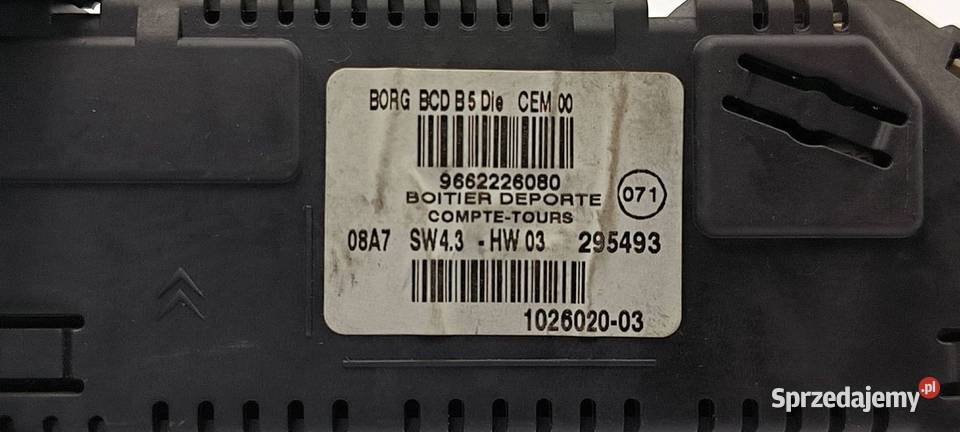 BORG BCD B5 Die CEM 00
9662226080
BOITIER DEPORTE
COMPTE-TOURS
071
08A7 SW4.3 - HW 03 295493
1026020-03
Sprzedajemy.pl